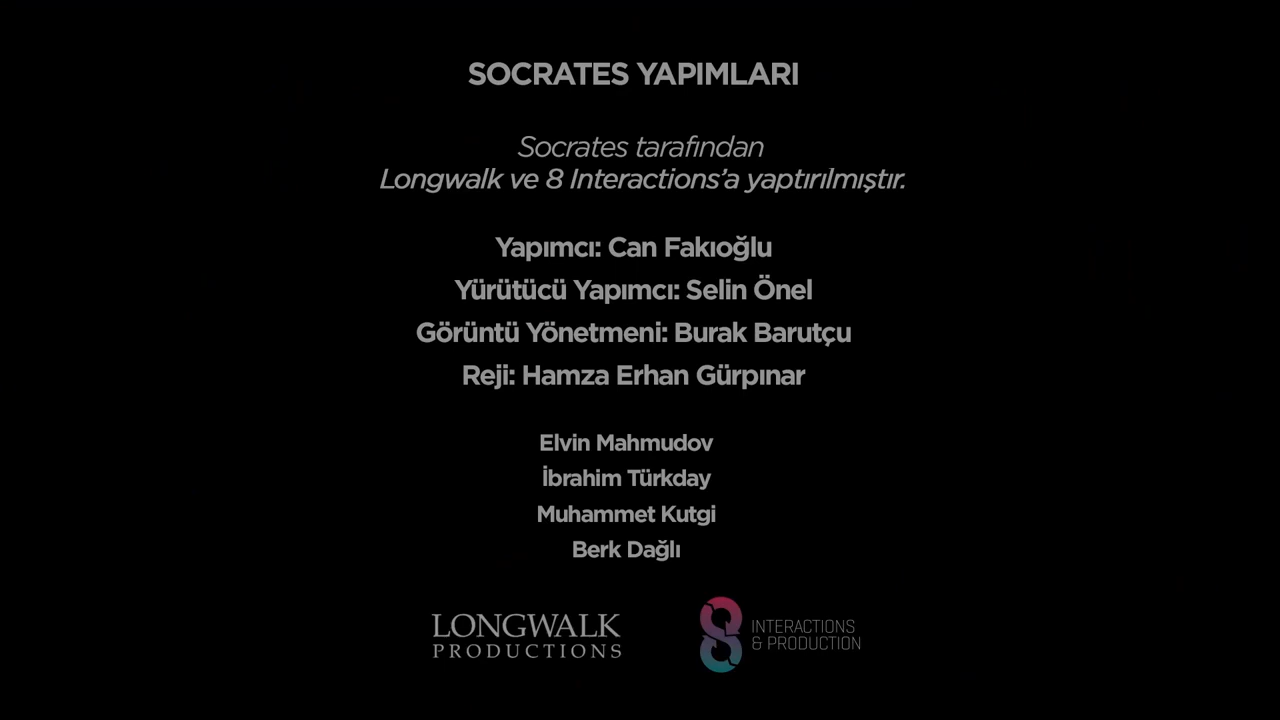 SOCRATES YAPIMLARI
Socrates tarafından
Longwalk ve 8 Interactions’a yaptırılmıştır.
Yapımcı: Can Fakıoğlu
Yürütücü Yapımcı: Selin Önel
Görüntü Yönetmeni: Burak Barutçu
Reji: Hamza Erhan Gürpınar
Elvin Mahmudov
İbrahim Türkday
Muhammet Kutgi
Berk Dağlı
LONGWALK
PRODUCTIONS
8 INTERACTIONS
& PRODUCTION